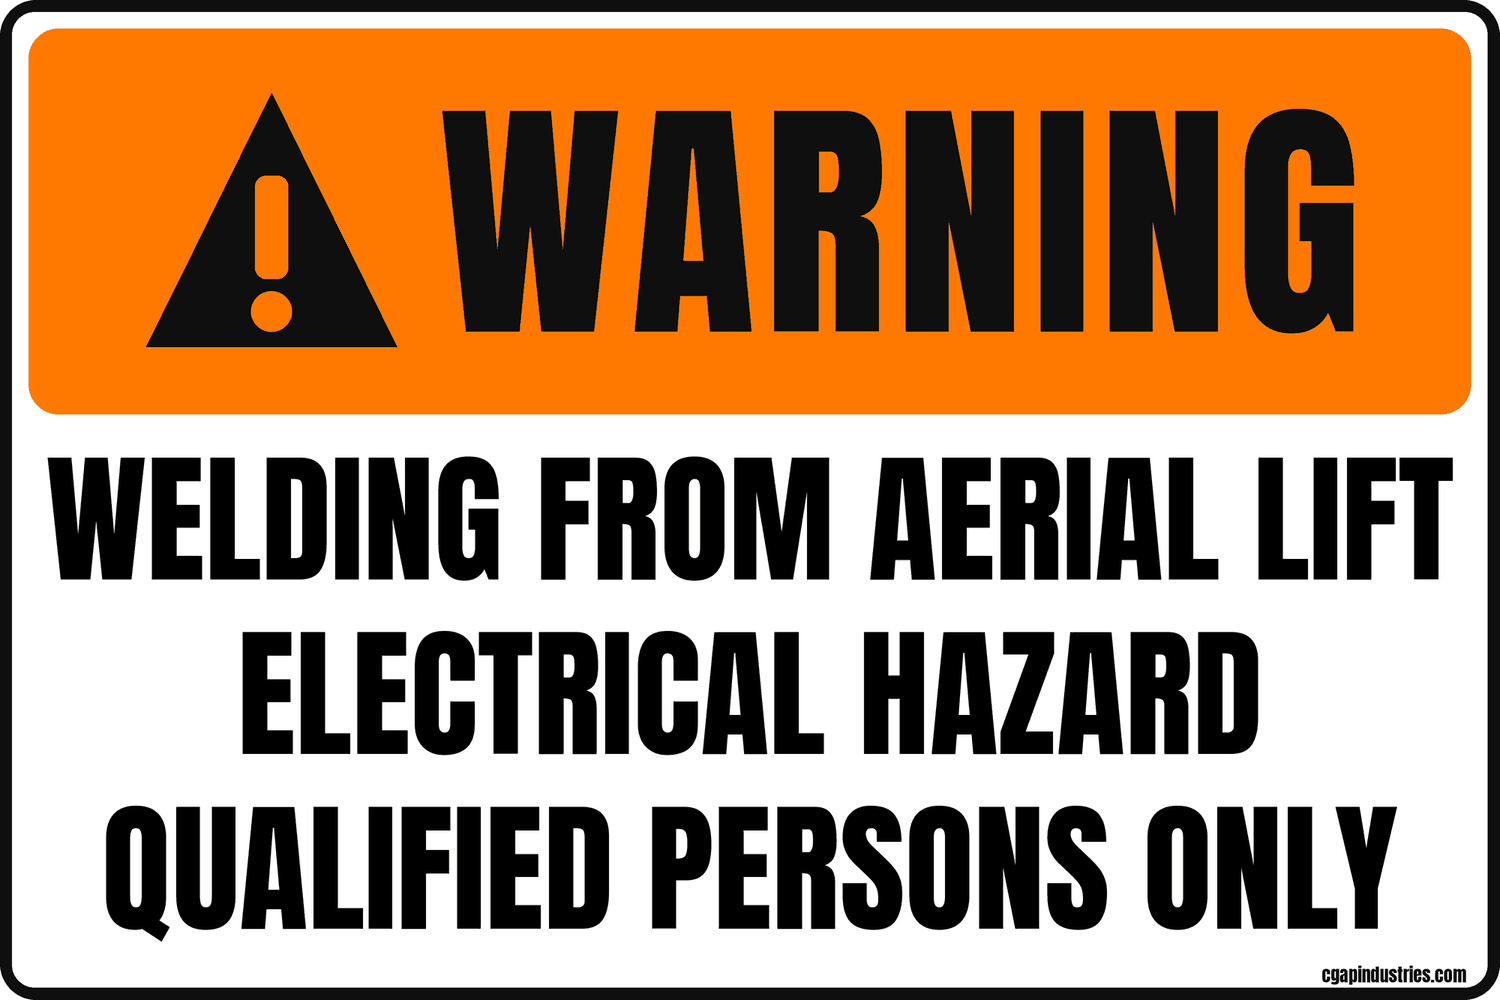 WARNING
WELDING FROM AERIAL LIFT
ELECTRICAL HAZARD
QUALIFIED PERSONS ONLY
cgapindustries.com